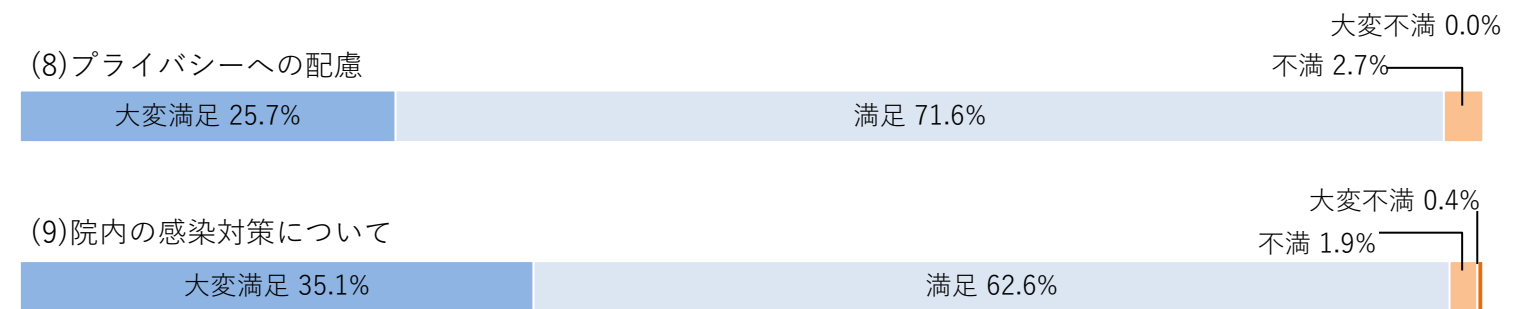 大変不満 0.0%
(8)プライバシーへの配慮
不満 2.7%
大変満足 25.7%
満足 71.6%
大変不満 0.4%
(9)院内の感染対策について
不満 1.9%
大変満足 35.1%
満足 62.6%